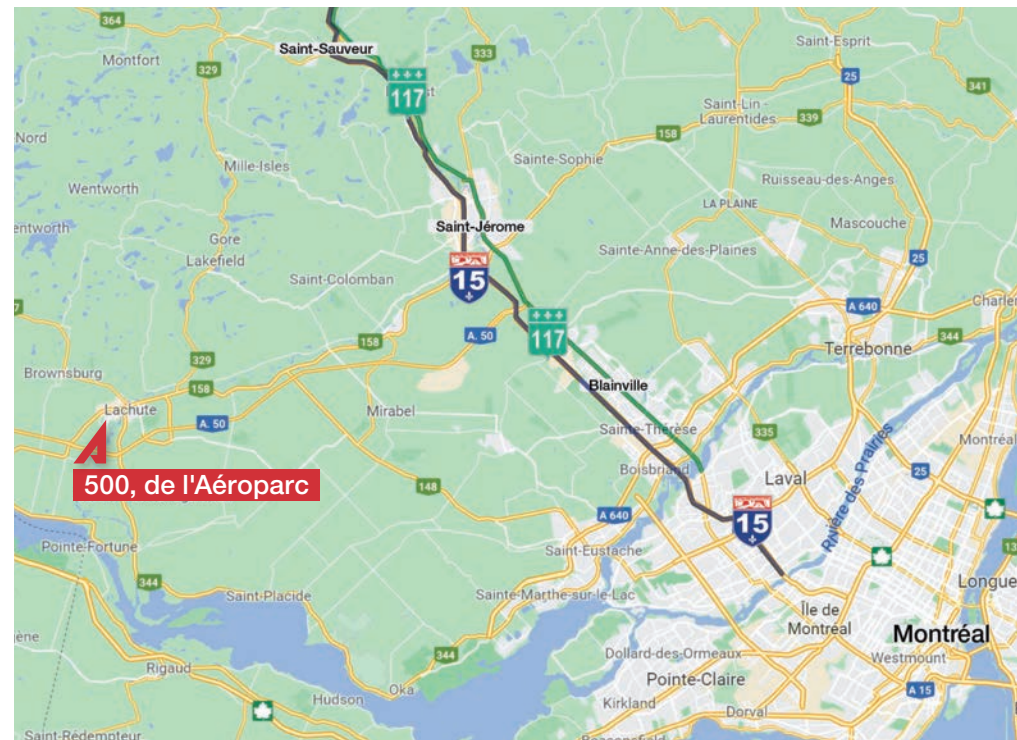 364
Saint-Sauveur
333
Saint-Esprit
Montfort
329
25
117
341
Saint-Lin -
Laurentides
339
Nord
158
Mille-Isles
Sainte-Sophie
Wentworth
Ruisseau-des-Anges
LA PLAINE
entworth
Gore
Saint-Jérome
Mascouche
Lakefield
Sainte-Anne-des-Plaines
25
Saint-Colomban
15
A 640
Charle
117
A. 50
158
344
Terrebonne
329
Brownsburg
158
Blainville
Lachute
Mirabel
A. 50
Sainte-Thérèse
335
Montréal
Boisbriand
Laval
25
500, de l'Aéroparc
148
Rivière des Prairies
A 640
15
Pointe-Fortune
Saint-Eustache
13
344
Saint-Placide
Sainte-Marthe-sur-le-Lac
Longue
Île de
Montréal
Montréal
ène
344
Dollard-des-Ormeaux
Westmount
Rigaud
Pointe-Claire
Oka
A 15
Hudson
Kirkland
Dorval
Saint-Rédempteur